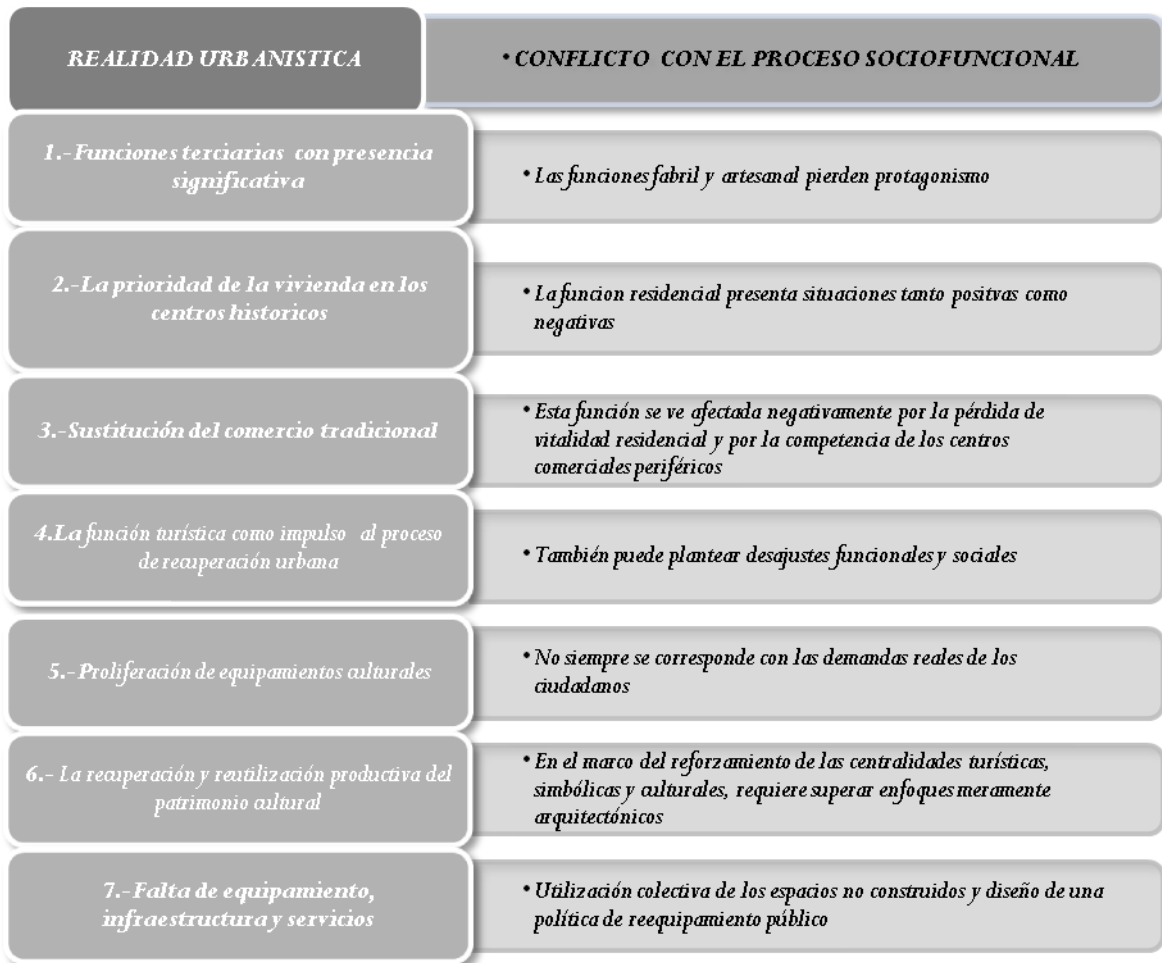 REALIDAD URBANISTICA
• CONFLICTO CON EL PROCESO SOCIOFUNCIONAL
1.-Funciones terciarias con presencia
significativa
• Las funciones fabril y artesanal pierden protagonismo
2.-La prioridad de la vivienda en los
centros historicos
• La funcion residencial presenta situaciones tanto positvas como
negativas
3.-Sustitución del comercio tradicional
• Esta función se ve afectada negativamente por la pérdida de
vitalidad residencial y por la competencia de los centros
comerciales periféricos
4.La función turística como impulso al proceso
de recuperación urbana
• También puede plantear desajustes funcionales y sociales
5.-Proliferación de equipamientos culturales
• No siempre se corresponde con las demandas reales de los
ciudadanos
6.- La recuperación y reutilización productiva del
patrimonio cultural
• En el marco del reforzamiento de las centralidades turísticas,
simbólicas y culturales, requiere superar enfoques meramente
arquitectónicos
7.-Falta de equipamiento,
infraestructura y servicios
• Utilización colectiva de los espacios no construidos y diseño de una
política de reequipamiento público